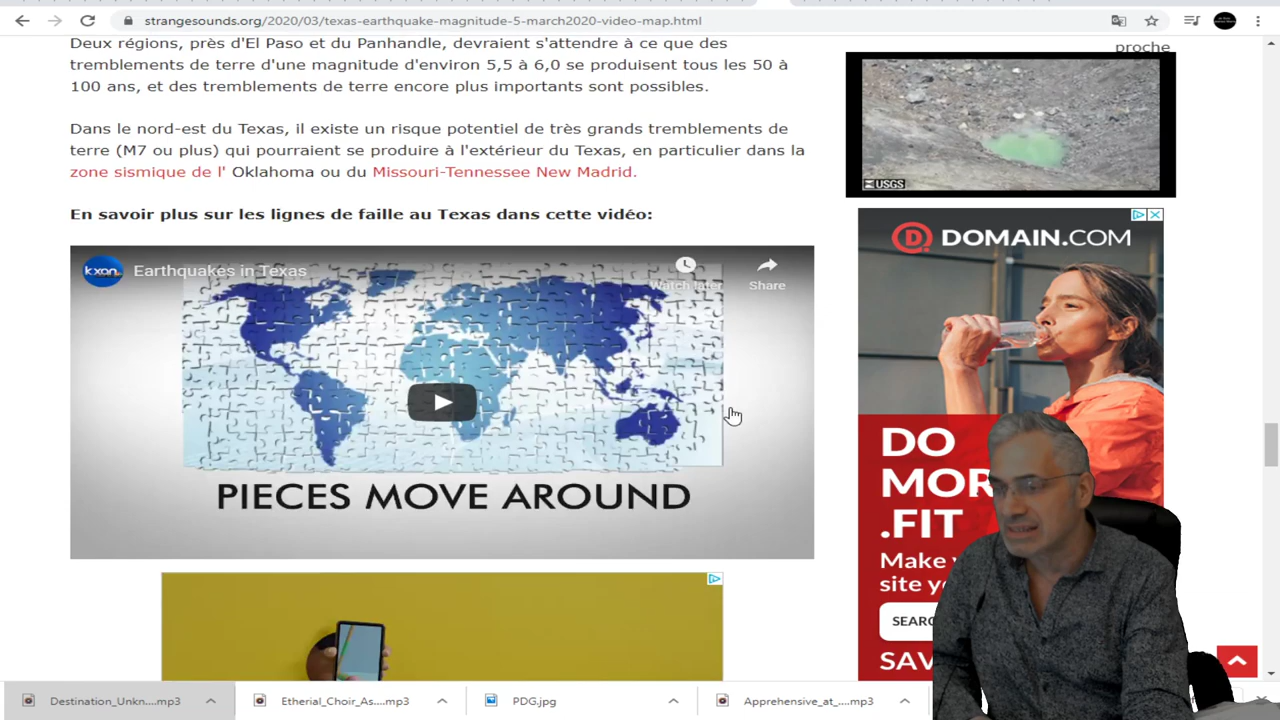 strangesounds.org/2020/03/texas-earthquake-magnitude-5-march2020-video-map.html
Deux régions, près d'El Paso et du Panhandle, devraient s'attendre à ce que des
tremblements de terre d'une magnitude d'environ 5,5 à 6,0 se produisent tous les 50 à
100 ans, et des tremblements de terre encore plus importants sont possibles.
Dans le nord-est du Texas, il existe un risque potentiel de très grands tremblements de
terre (M7 ou plus) qui pourraient se produire à l'extérieur du Texas, en particulier dans la
zone sismique de l' Oklahoma ou du Missouri-Tennessee New Madrid.
En savoir plus sur les lignes de faille au Texas dans cette vidéo:
kxan
Earthquakes in Texas
Watch later
Share
PIECES MOVE AROUND
proche
USGS
DOMAIN.COM
DO
MOR
.FIT
Make
site yo
SEARC
SAV
Destination_Unkn....mp3
Etherial_Choir_As....mp3
PDG.jpg
Apprehensive_at_....mp3